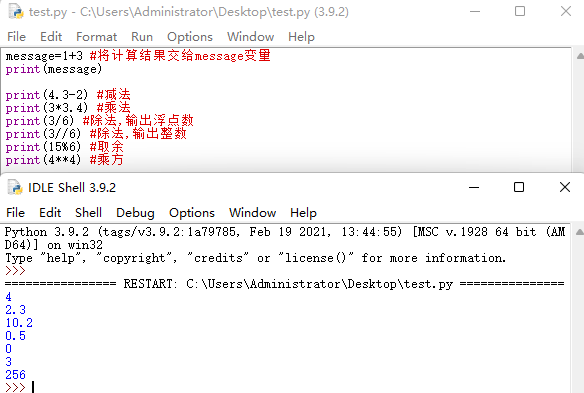 test.py - C:\Users\Administrator\Desktop\test.py (3.9.2)
File Edit Format Run Options Window Help
message=1+3 #将计算结果交给message变量
print(message)
print(4.3-2) #减法
print(3*3.4) #乘法
print(3/6) #除法,输出浮点数
print(3//6) #除法,输出整数
print(15%6) #取余
print(4**4) #乘方
IDLE Shell 3.9.2
File Edit Shell Debug Options Window Help
Python 3.9.2 (tags/v3.9.2:1a79785, Feb 19 2021, 13:44:55) [MSC v.1928 64 bit (AM
D64)] on win32
Type "help", "copyright", "credits" or "license()" for more information.
>>>
================ RESTART: C:\Users\Administrator\Desktop\test.py ===============
4
2.3
10.2
0.5
0
3
256
>>>